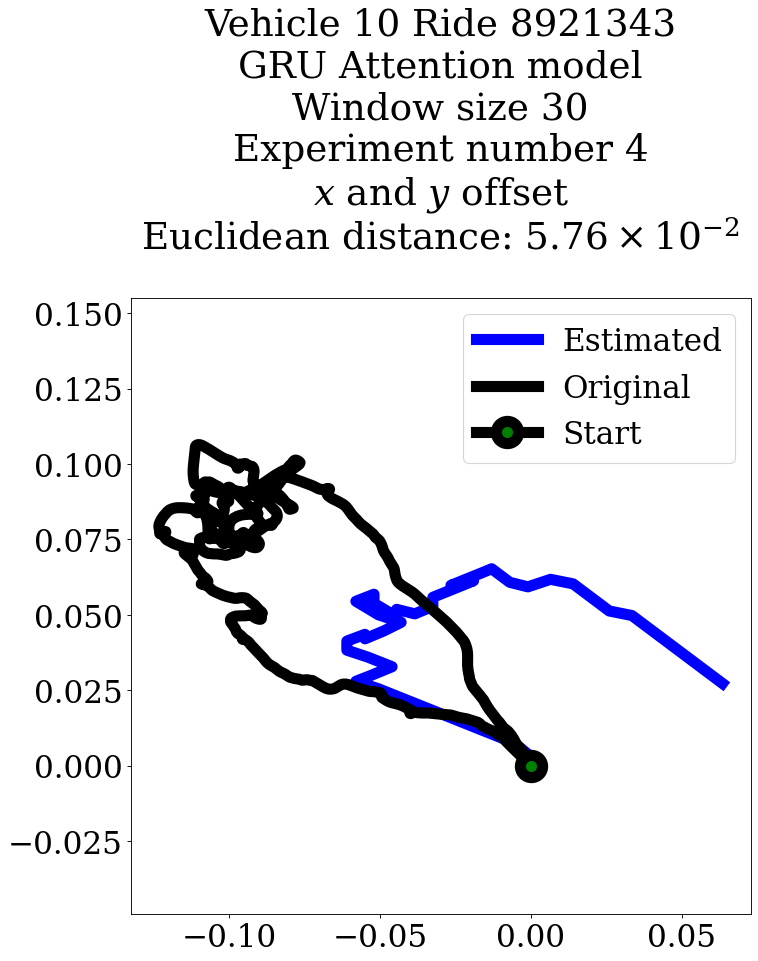 Vehicle 10 Ride 8921343
GRU Attention model
Window size 30
Experiment number 4
x and y offset
Euclidean distance: 5.76 × 10⁻²
Estimated
Original
Start
0.150
0.125
0.100
0.075
0.050
0.025
0.000
−0.025
−0.10 −0.05 0.00 0.05